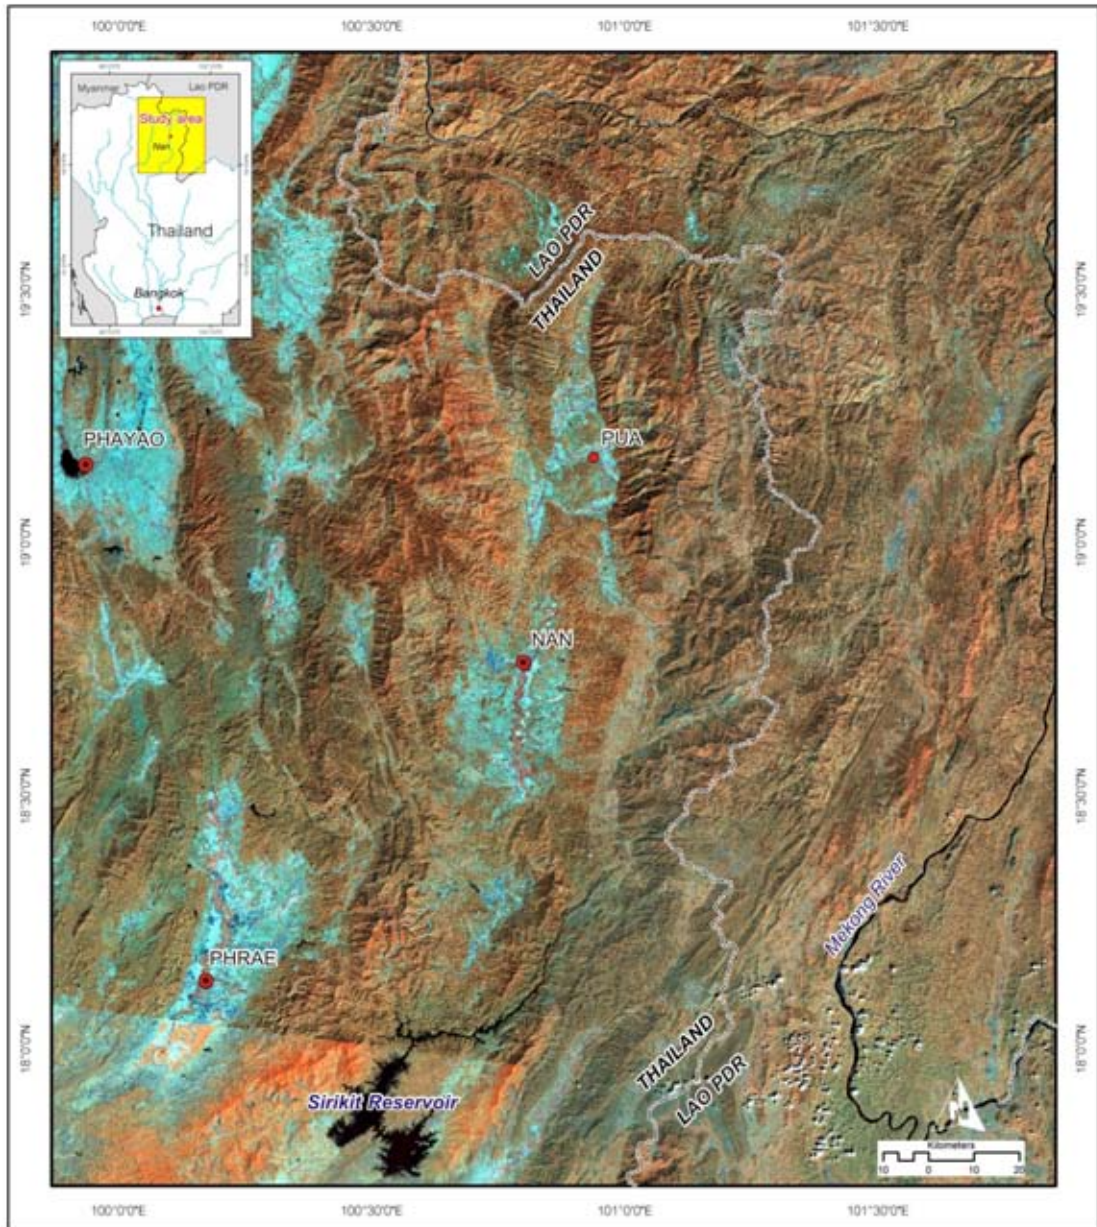 100°0'0"E 100°30'0"E 101°0'0"E 101°30'0"E
Myanmar Lao PDR
Study area
Nan
Thailand
Bangkok
LAO PDR
THAILAND
19°30'0"N 19°30'0"N
PHAYAO
PUA
19°0'0"N 19°0'0"N
NAN
18°30'0"N 18°30'0"N
Mekong River
PHRAE
THAILAND
LAO PDR
18°0'0"N 18°0'0"N
Sirikit Reservoir
N
Kilometers
10 0 10 20
100°0'0"E 100°30'0"E 101°0'0"E 101°30'0"E